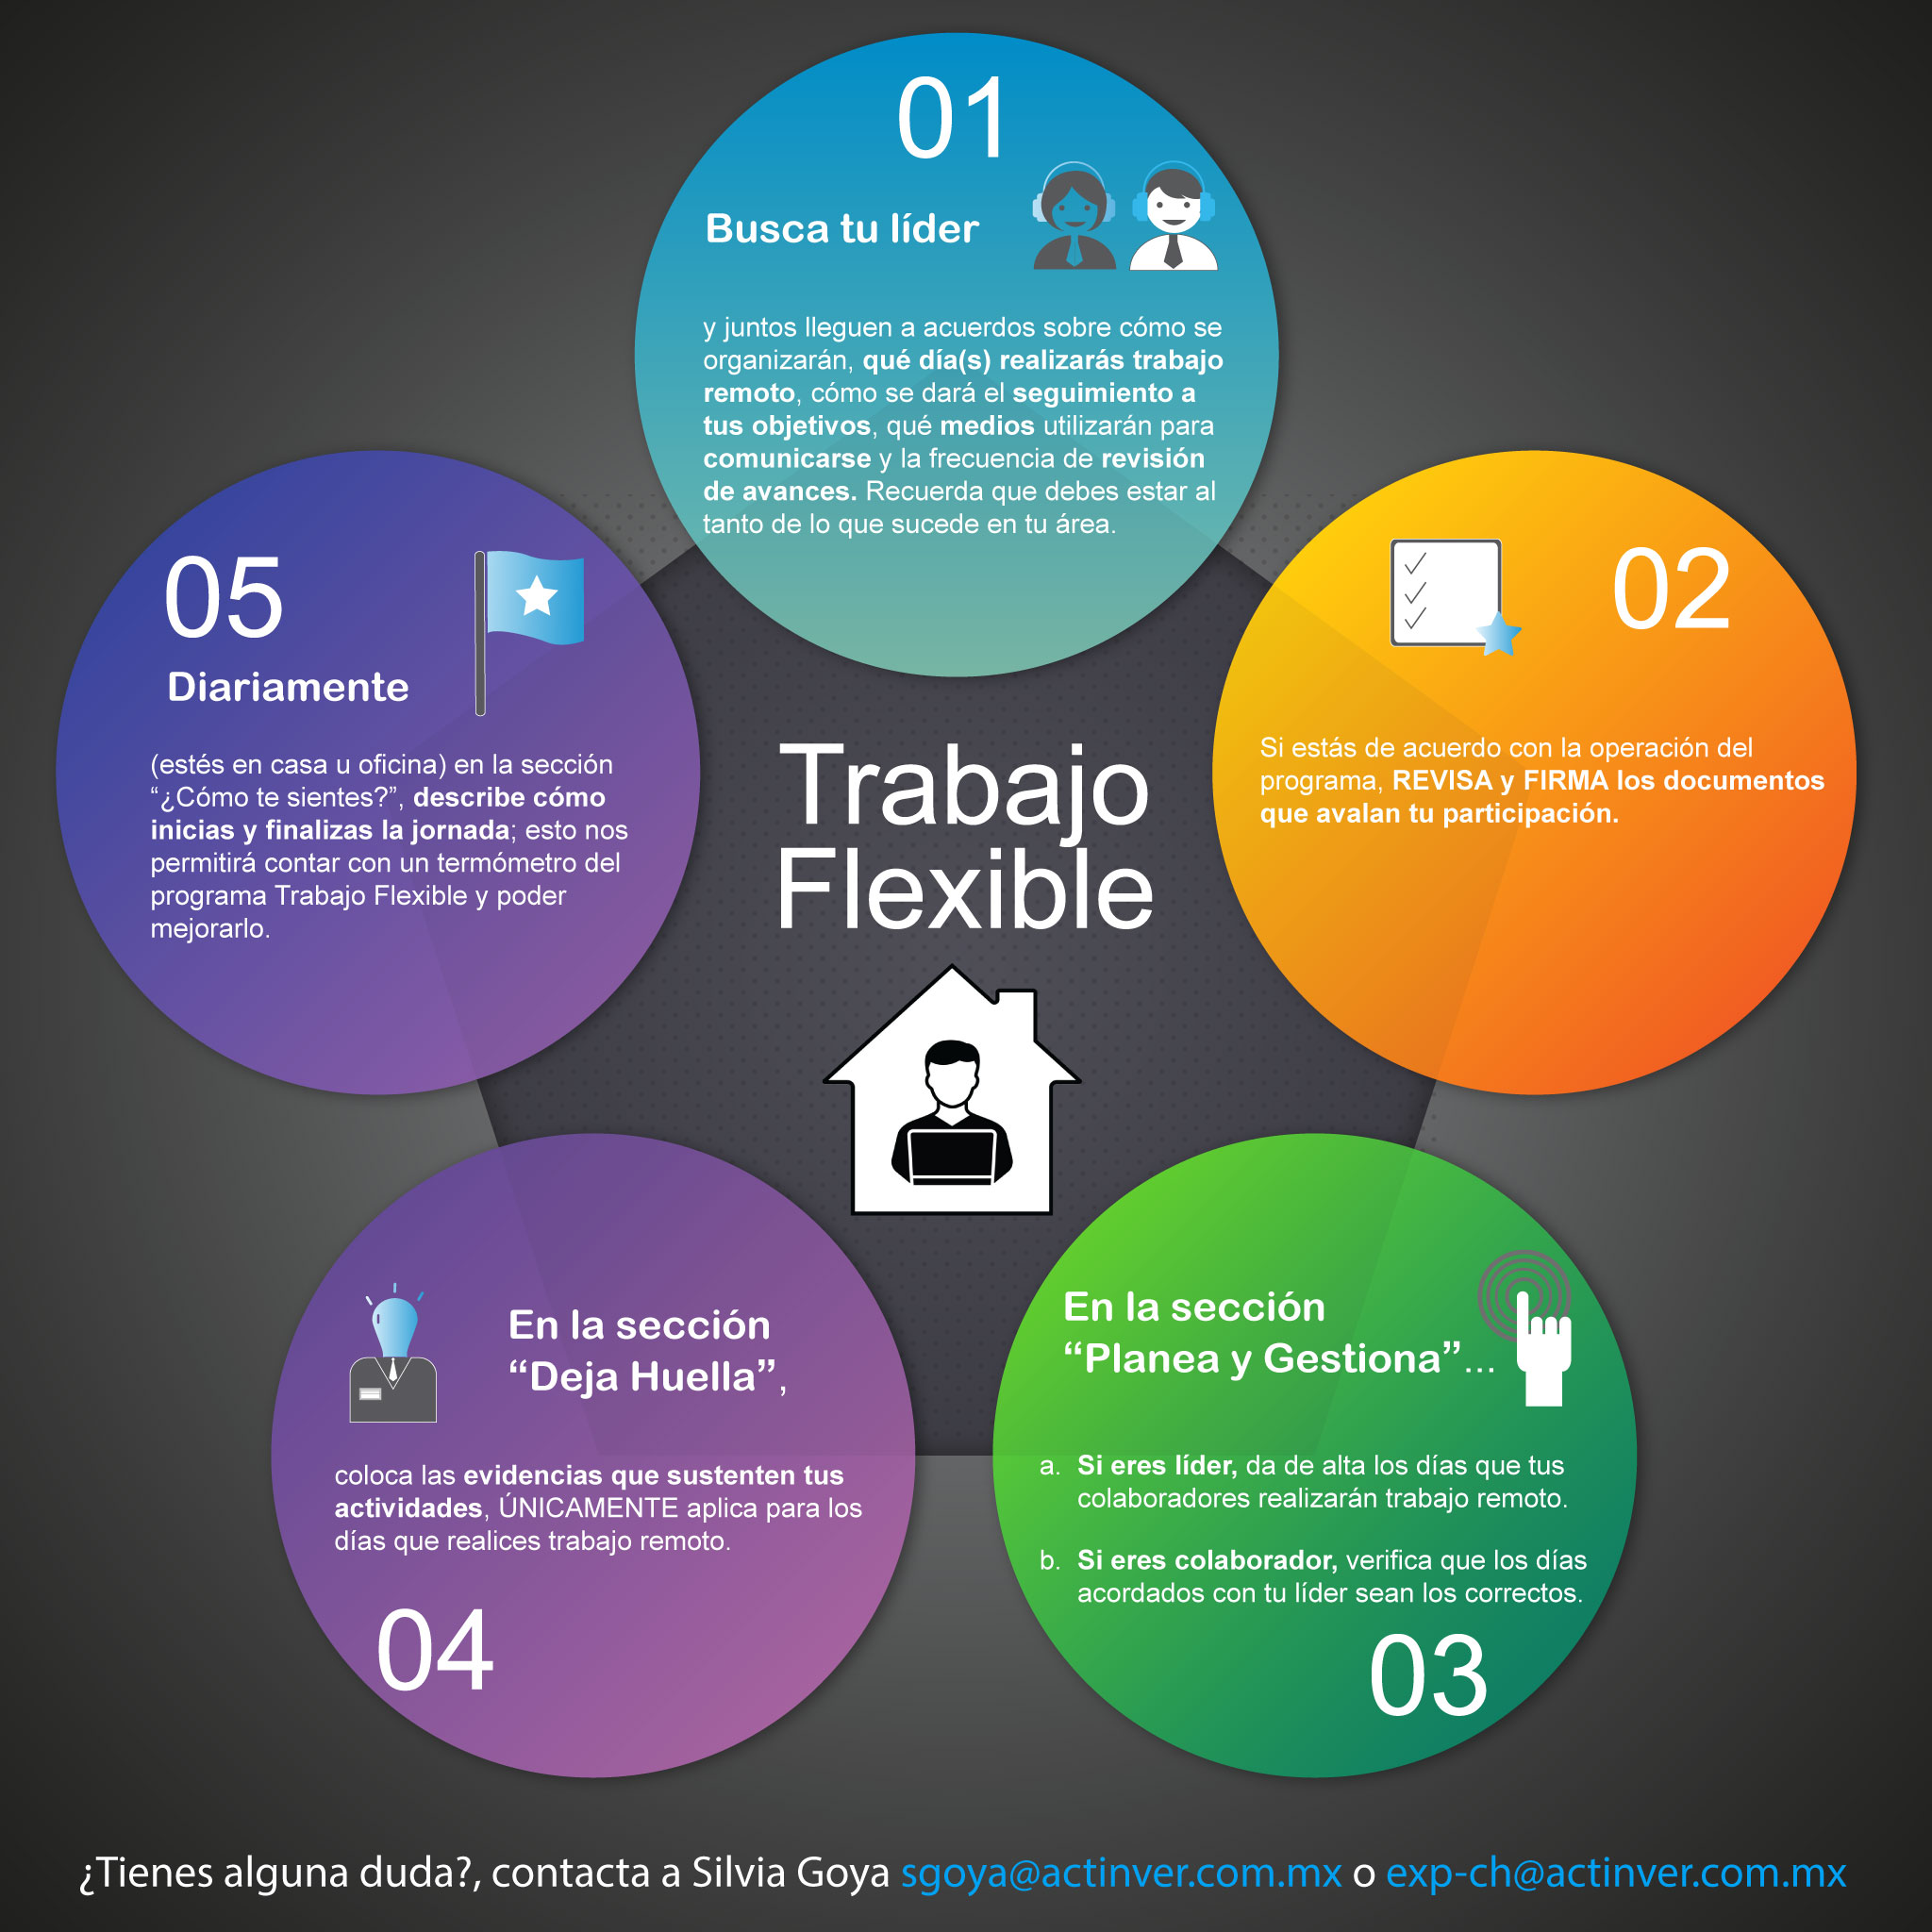 01
Busca tu líder
y juntos lleguen a acuerdos sobre cómo se
organizarán, qué día(s) realizarás trabajo
remoto, cómo se dará el seguimiento a
tus objetivos, qué medios utilizarán para
comunicarse y la frecuencia de revisión
de avances. Recuerda que debes estar al
tanto de lo que sucede en tu área.
02
Si estás de acuerdo con la operación del
programa, REVISA y FIRMA los documentos
que avalan tu participación.
En la sección
“Planea y Gestiona”...
a. Si eres líder, da de alta los días que tus
colaboradores realizarán trabajo remoto.
b. Si eres colaborador, verifica que los días
acordados con tu líder sean los correctos.
03
En la sección
“Deja Huella”,
coloca las evidencias que sustenten tus
actividades, ÚNICAMENTE aplica para los
días que realices trabajo remoto.
04
05
Diariamente
(estés en casa u oficina) en la sección
“¿Cómo te sientes?”, describe cómo
inicias y finalizas la jornada; esto nos
permitirá contar con un termómetro del
programa Trabajo Flexible y poder
mejorarlo.
Trabajo
Flexible
¿Tienes alguna duda?, contacta a Silvia Goya sgoya@actinver.com.mx o exp-ch@actinver.com.mx